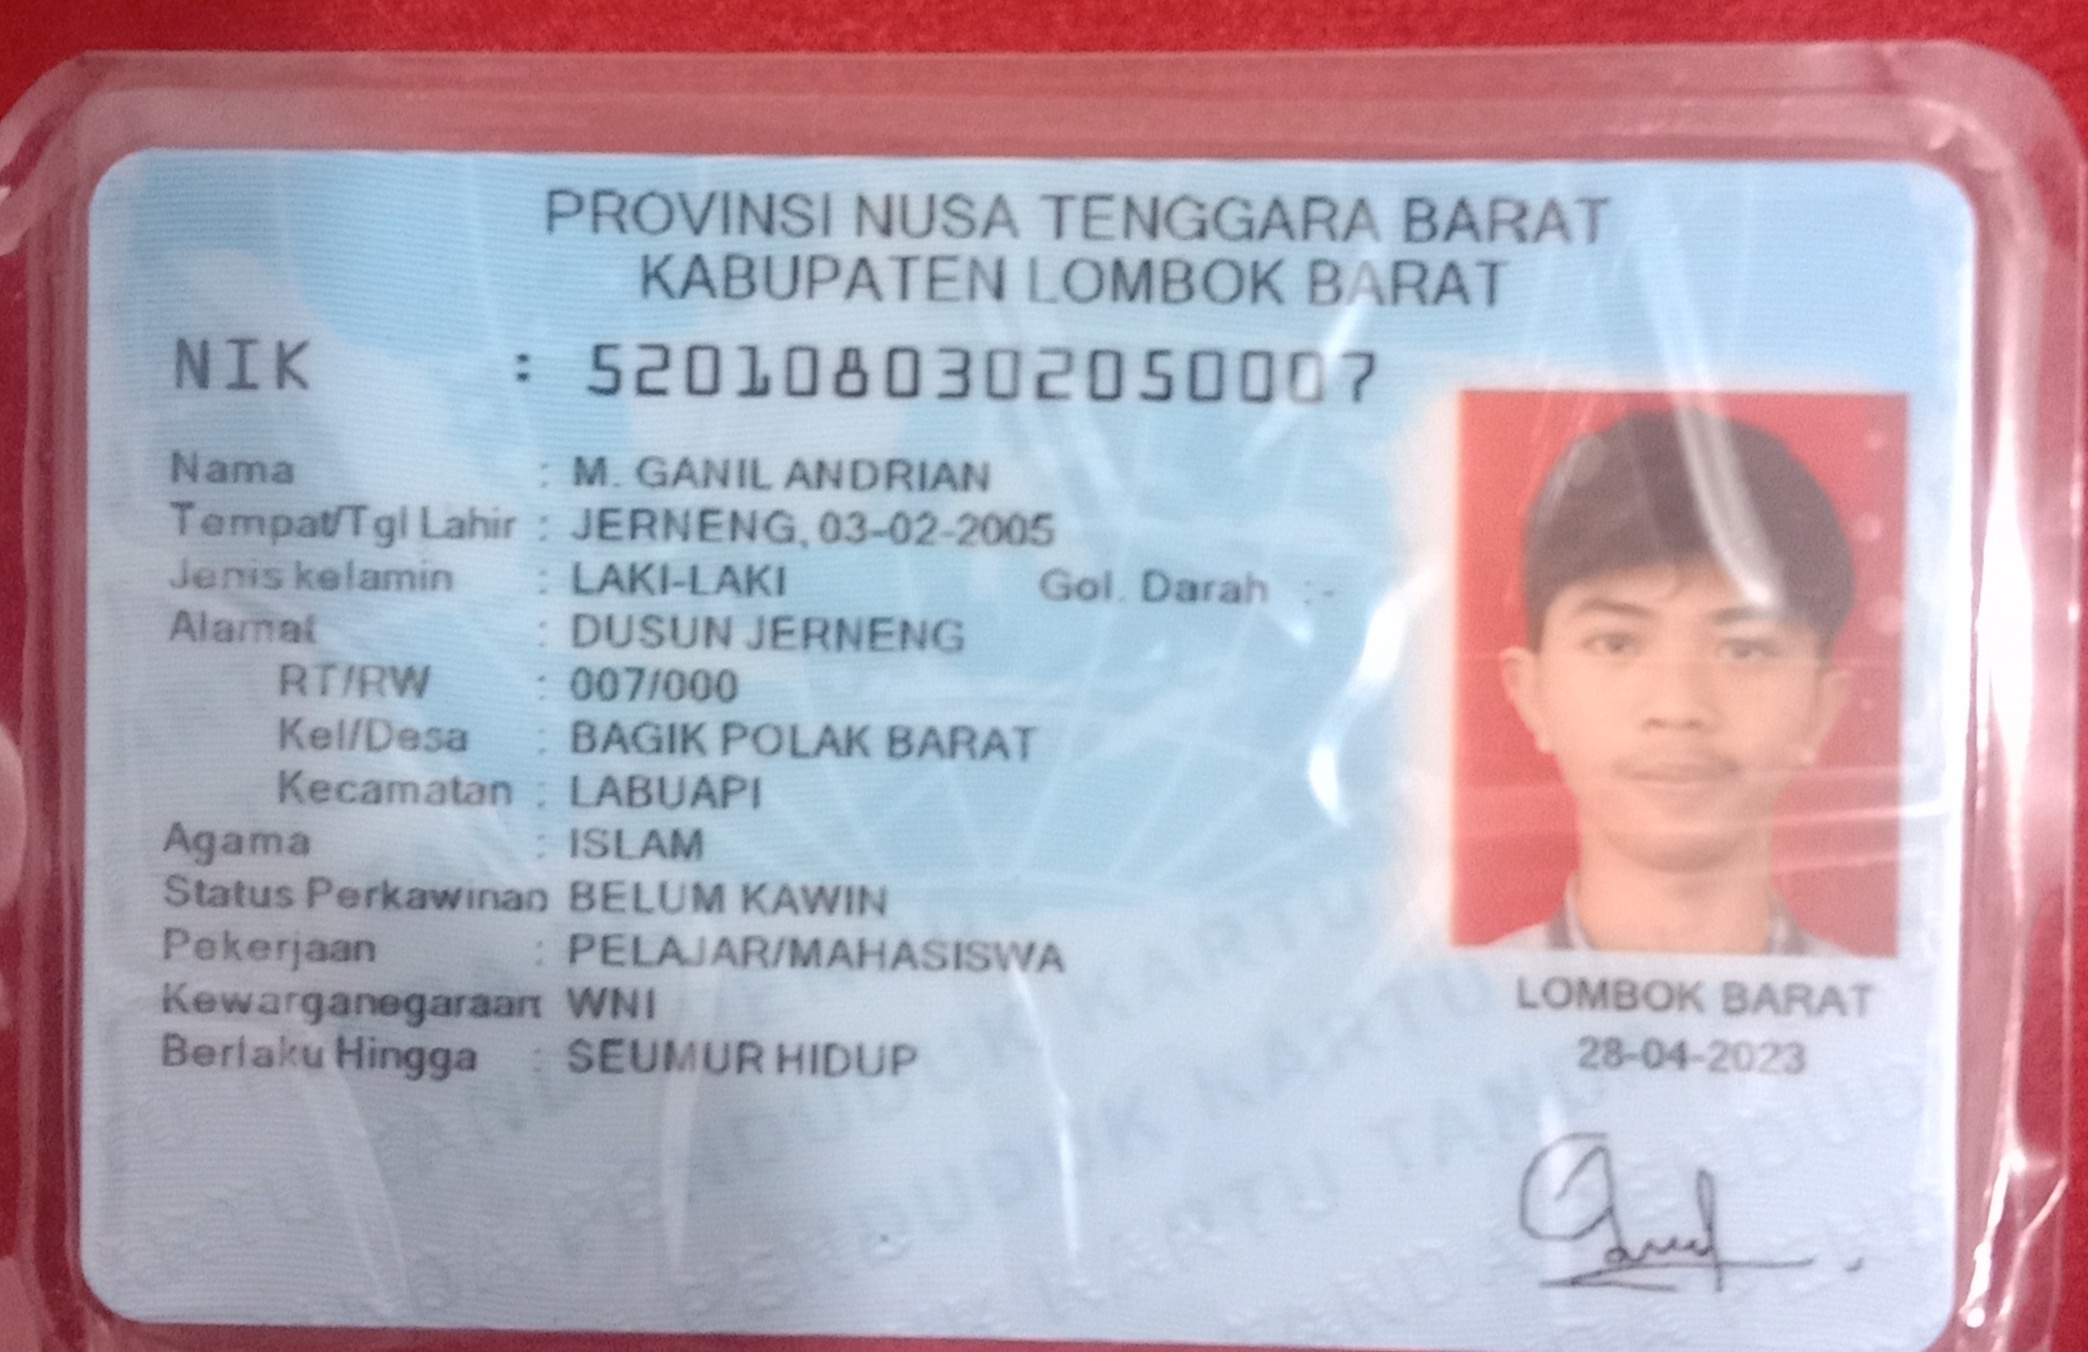 PROVINSI NUSA TENGGARA BARAT
KABUPATEN LOMBOK BARAT
NIK : 5201080302050007
Nama : M. GANIL ANDRIAN
Tempat/Tgl Lahir : JERNENG, 03-02-2005
Jenis kelamin : LAKI-LAKI Gol. Darah : -
Alamat : DUSUN JERNENG
RT/RW : 007/000
Kel/Desa : BAGIK POLAK BARAT
Kecamatan : LABUAPI
Agama : ISLAM
Status Perkawinan BELUM KAWIN
Pekerjaan : PELAJAR/MAHASISWA
Kewarganegaraan WNI
Berlaku Hingga : SEUMUR HIDUP
LOMBOK BARAT
28-04-2023